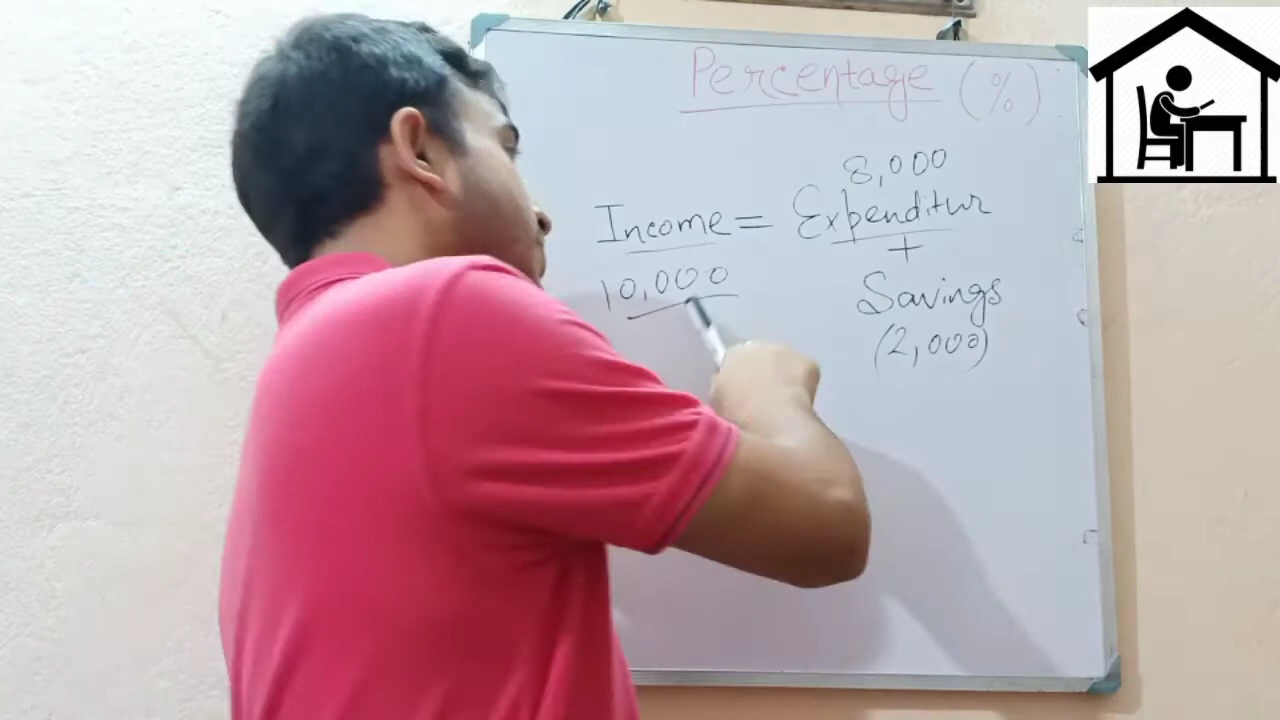 Percentage (%)
8,000
Income = Expenditur
+
10,000
Savings
(2,000)